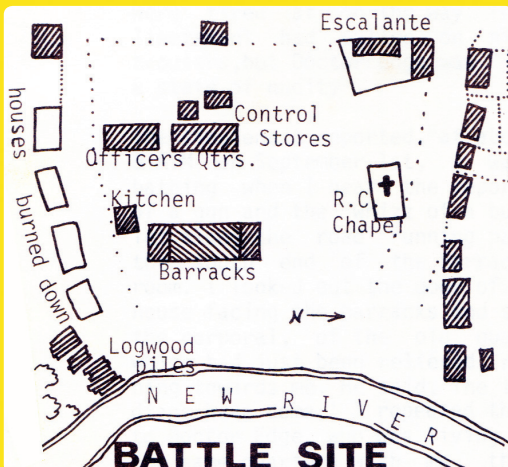 Escalante
houses
Control
Stores
Officers Qtrs.
Kitchen
R.C.
Chapel
burned down
Barracks
N
Logwood
piles
NEW RIVER
BATTLE SITE